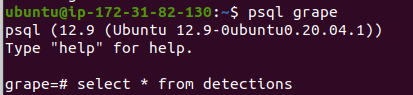 ubuntu@ip-172-31-82-130:~$ psql grape
psql (12.9 (Ubuntu 12.9-0ubuntu0.20.04.1))
Type "help" for help.
grape=# select * from detections